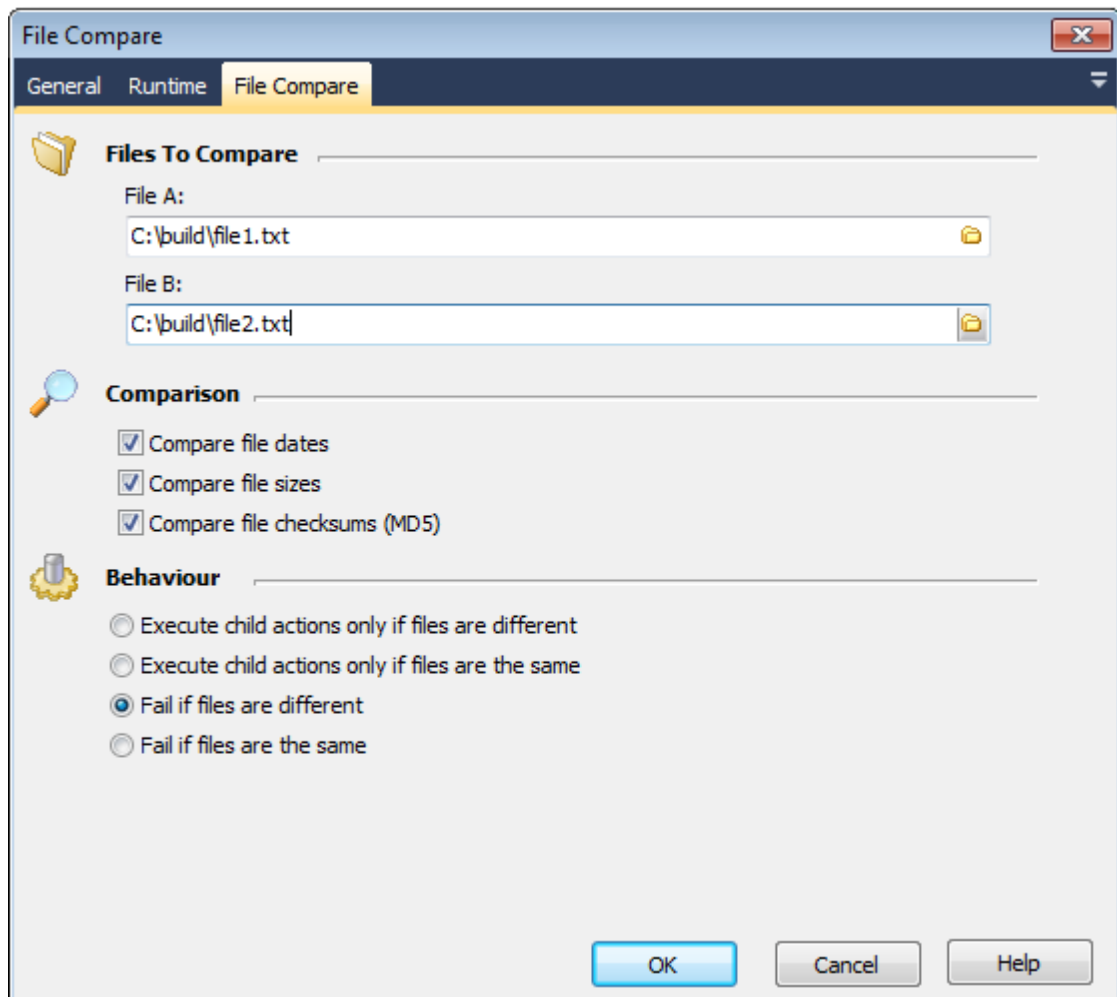 File Compare
General Runtime File Compare
Files To Compare
File A:
C:\build\file1.txt
File B:
C:\build\file2.txt
Comparison
Compare file dates
Compare file sizes
Compare file checksums (MD5)
Behaviour
Execute child actions only if files are different
Execute child actions only if files are the same
Fail if files are different
Fail if files are the same
OK Cancel Help